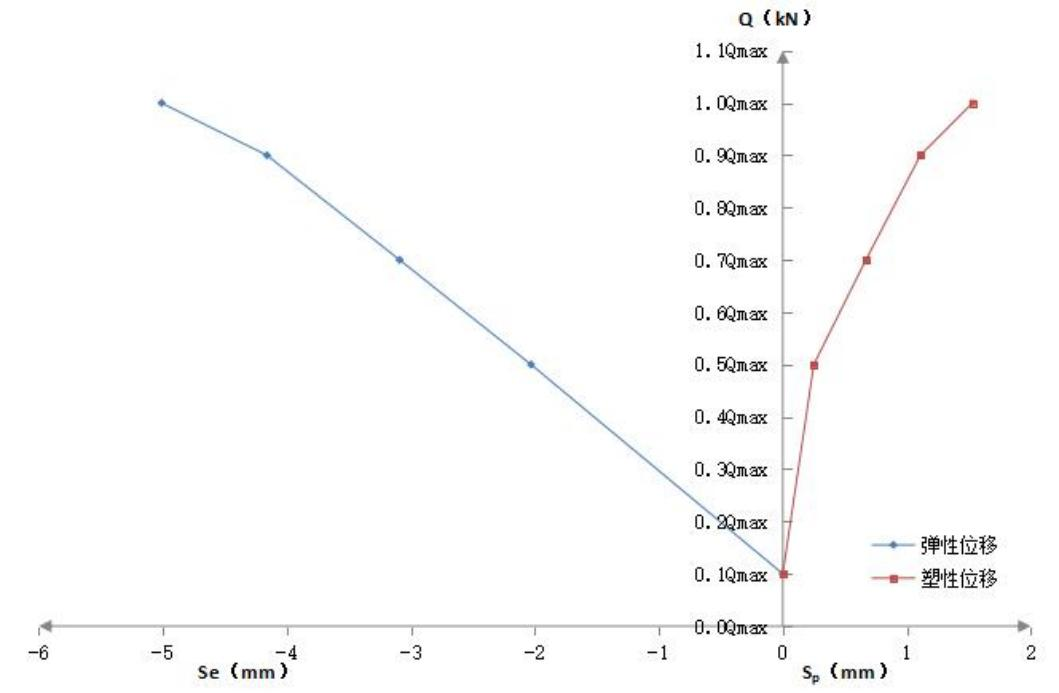 Q（kN）
1.1Qmax
1.0Qmax
0.9Qmax
0.8Qmax
0.7Qmax
0.6Qmax
0.5Qmax
0.4Qmax
0.3Qmax
0.2Qmax
0.1Qmax
0.0Qmax
弹性位移
塑性位移
-6 -5 -4 -3 -2 -1 0 1 2
Se（mm） Sp（mm）